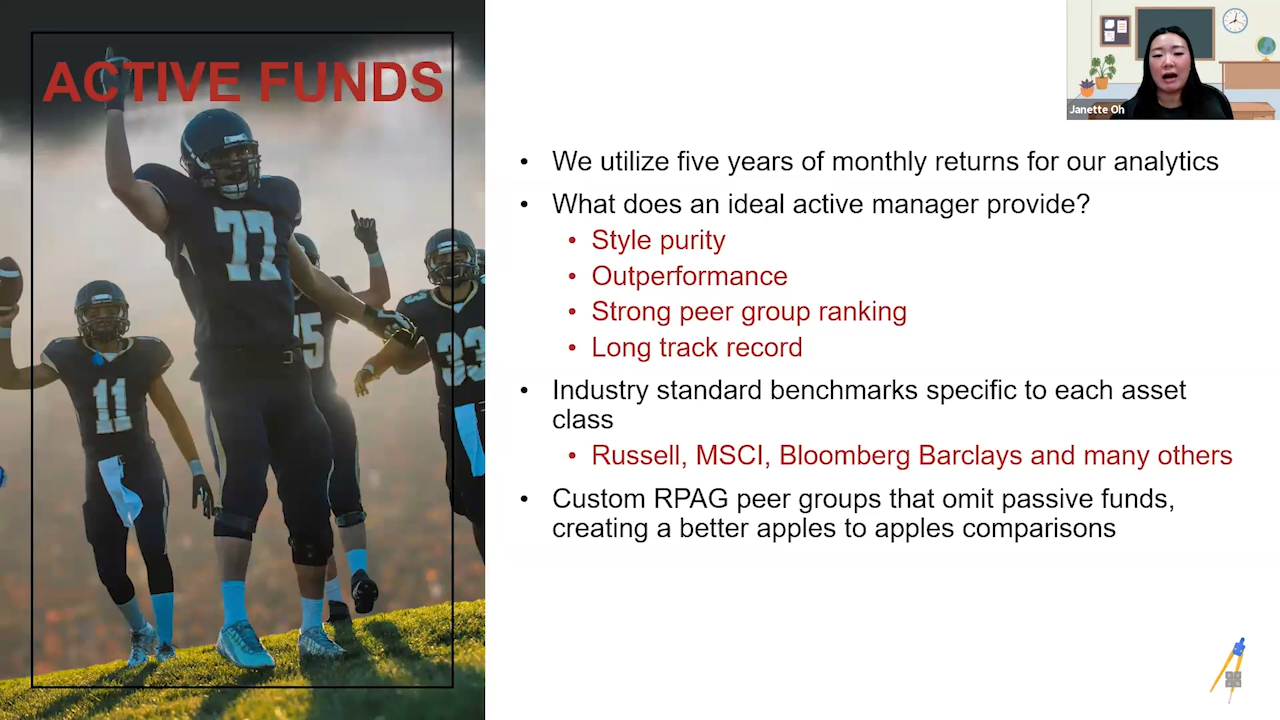 ACTIVE FUNDS
Janette Oh
• We utilize five years of monthly returns for our analytics
• What does an ideal active manager provide?
• Style purity
• Outperformance
• Strong peer group ranking
• Long track record
• Industry standard benchmarks specific to each asset
class
• Russell, MSCI, Bloomberg Barclays and many others
• Custom RPAG peer groups that omit passive funds,
creating a better apples to apples comparisons
77
11
33